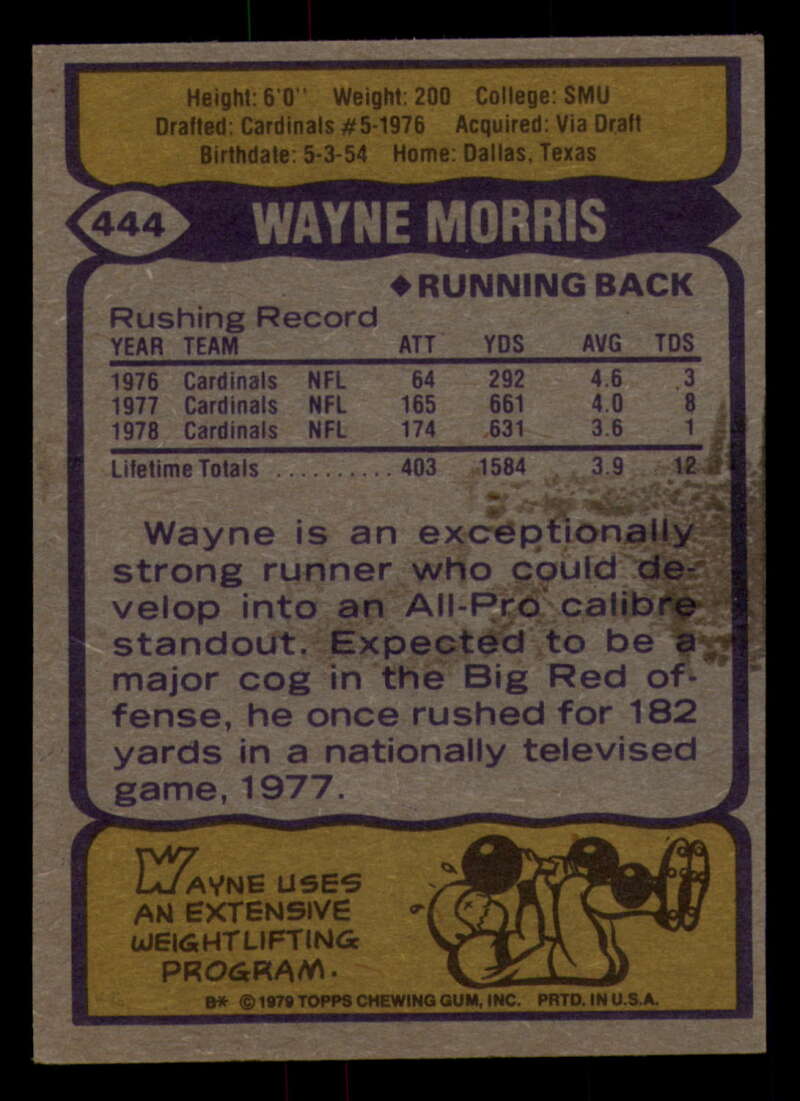 Height: 6'0" Weight: 200 College: SMU
Drafted: Cardinals #5-1976 Acquired: Via Draft
Birthdate: 5-3-54 Home: Dallas, Texas
444 WAYNE MORRIS
◆ RUNNING BACK
Rushing Record
YEAR TEAM ATT YDS AVG TDS
1976 Cardinals NFL 64 292 4.6 3
1977 Cardinals NFL 165 661 4.0 8
1978 Cardinals NFL 174 631 3.6 1
Lifetime Totals .......... 403 1584 3.9 12
Wayne is an exceptionally
strong runner who could de-
velop into an All-Pro calibre
standout. Expected to be a
major cog in the Big Red of-
fense, he once rushed for 182
yards in a nationally televised
game, 1977.
WAYNE USES
AN EXTENSIVE
WEIGHTLIFTING
PROGRAM.
B* © 1979 TOPPS CHEWING GUM, INC. PRTD. IN U.S.A.